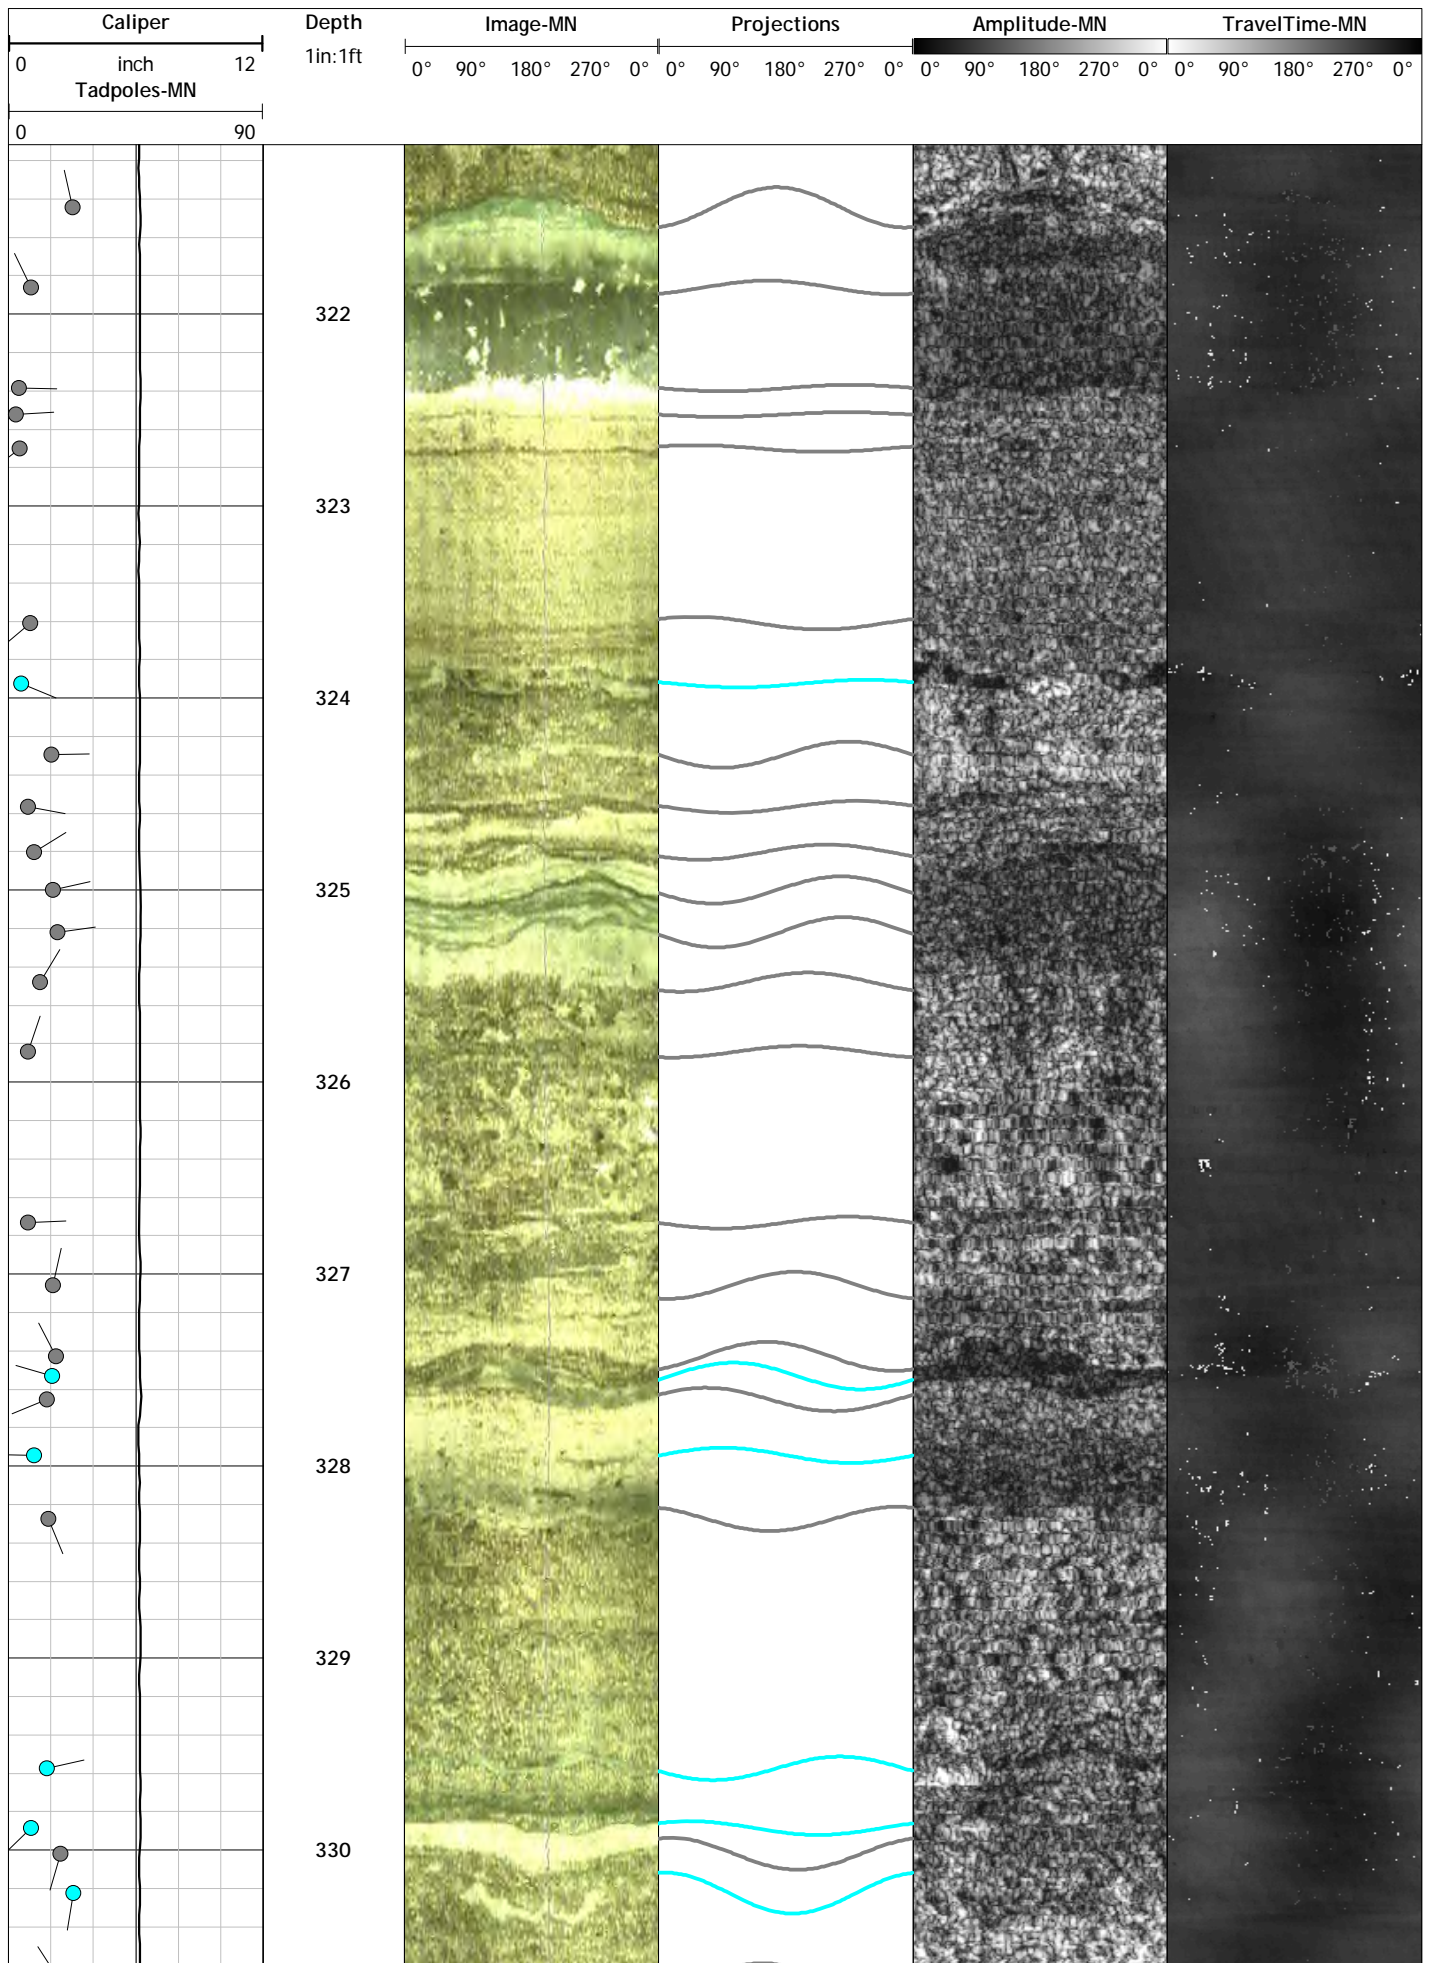 Caliper
0 inch 12
Tadpoles-MN
0 90
Depth
1in:1ft
Image-MN
0° 90° 180° 270° 0°
Projections
0° 90° 180° 270° 0°
Amplitude-MN
0° 90° 180° 270° 0°
TravelTime-MN
0° 90° 180° 270° 0°
322
323
324
325
326
327
328
329
330